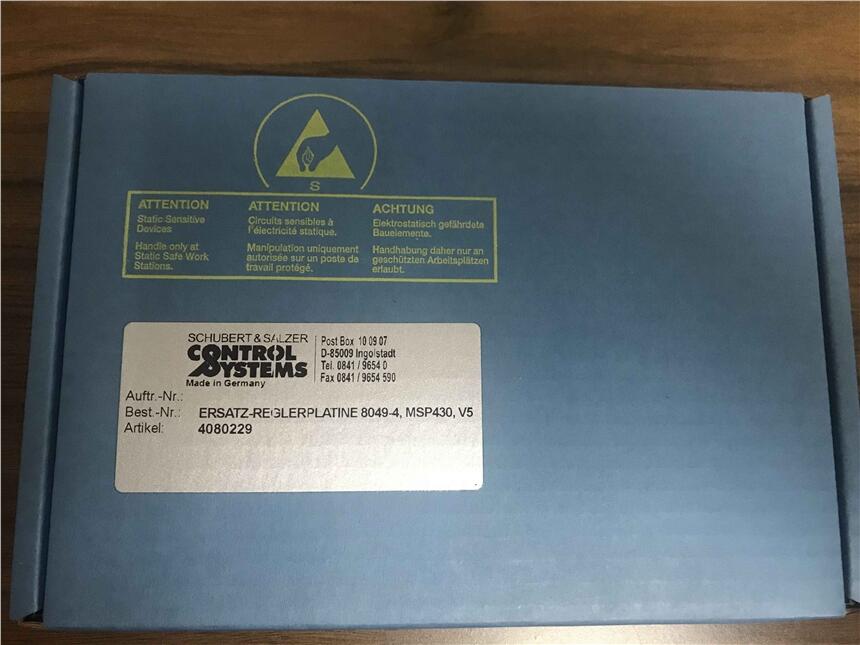 S
ATTENTION
Static Sensitive
Devices
Handle only at
Static Safe Work
Stations.
ATTENTION
Circuits sensibles à
l'électricité statique.
Manipulation uniquement
autorisée sur un poste de
travail protégé.
ACHTUNG
Elektrostatisch gefährdete
Bauelemente.
Handhabung daher nur an
geschützten Arbeitsplätzen
erlaubt.
SCHUBERT & SALZER
CONTROL
SYSTEMS
Made in Germany
Post Box 10 09 07
D-85009 Ingolstadt
Tel. 0841 / 9654 0
Fax 0841 / 9654 590
Auftr.-Nr.:
Best.-Nr.: ERSATZ-REGLERPLATINE 8049-4, MSP430, V5
Artikel: 4080229